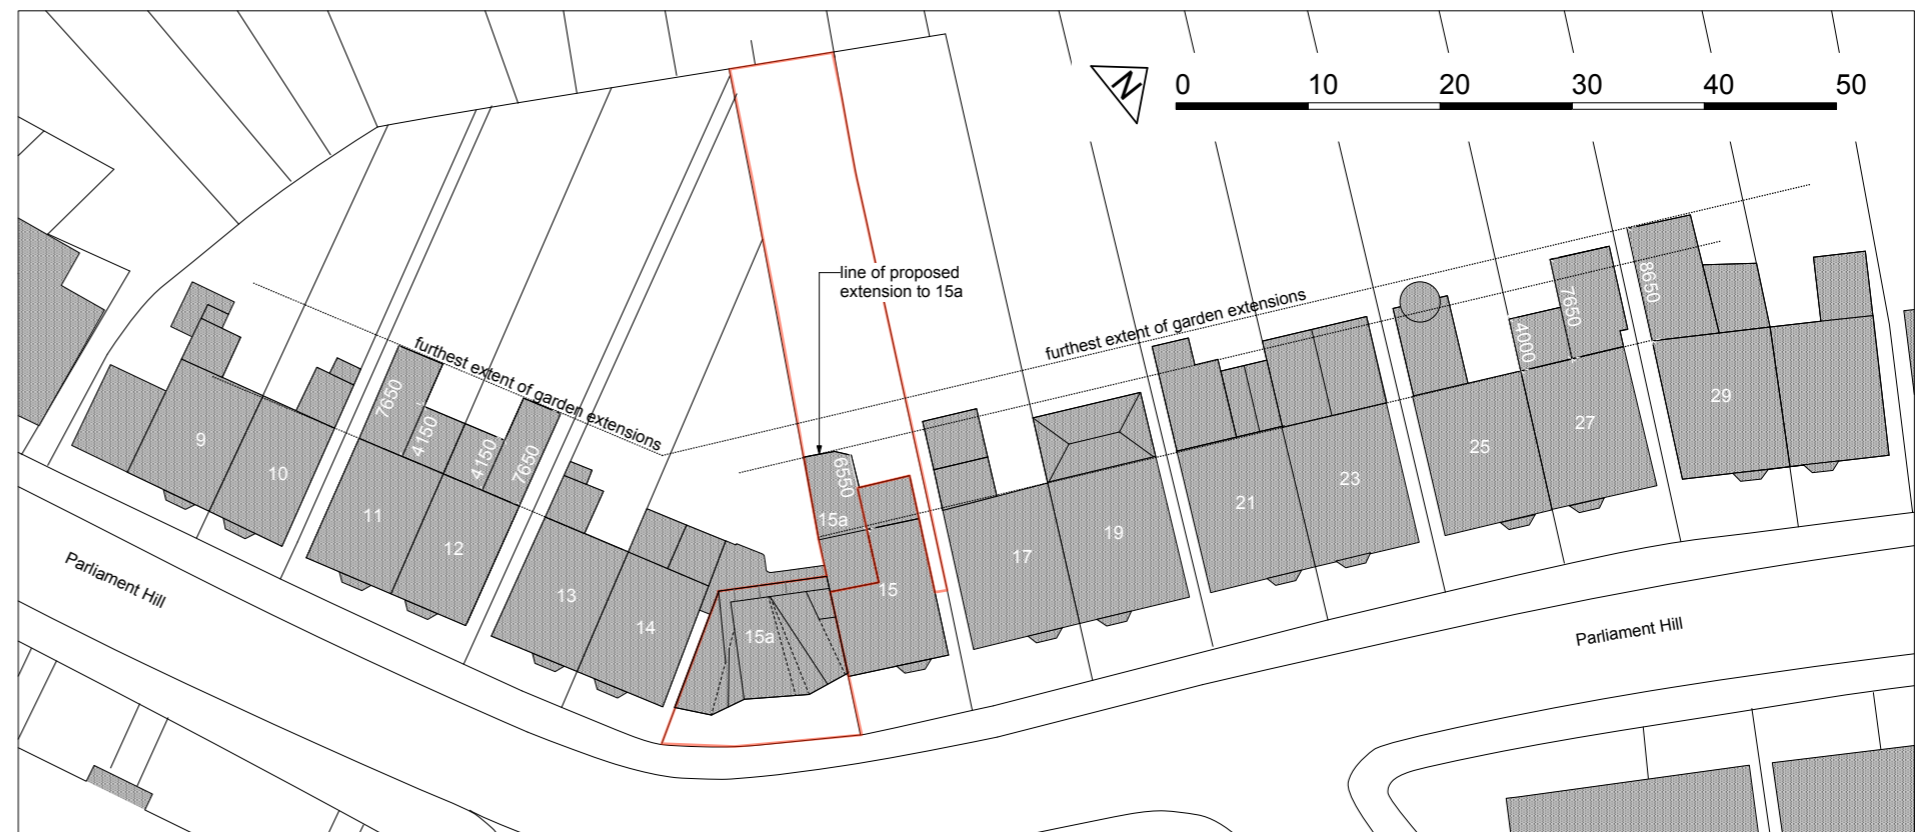 N
0 10 20 30 40 50
line of proposed
extension to 15a
furthest extent of garden extensions
furthest extent of garden extensions
8650
7650
4000
7650
4150
4150
7650
6550
15a
9
10
11
12
13
14
15a
15
17
19
21
23
25
27
29
Parliament Hill
Parliament Hill